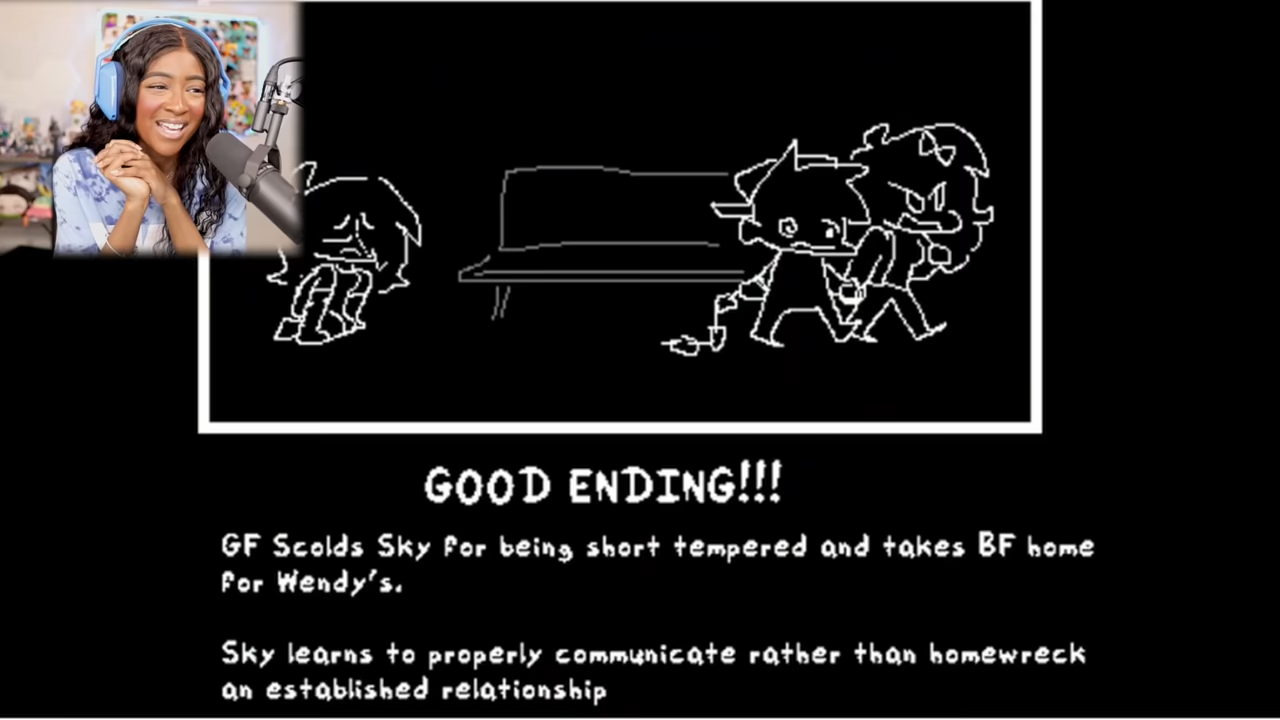 GOOD ENDING!!!
GF Scolds Sky for being short tempered and takes BF home
for Wendy's.
Sky learns to properly communicate rather than homewreck
an established relationship